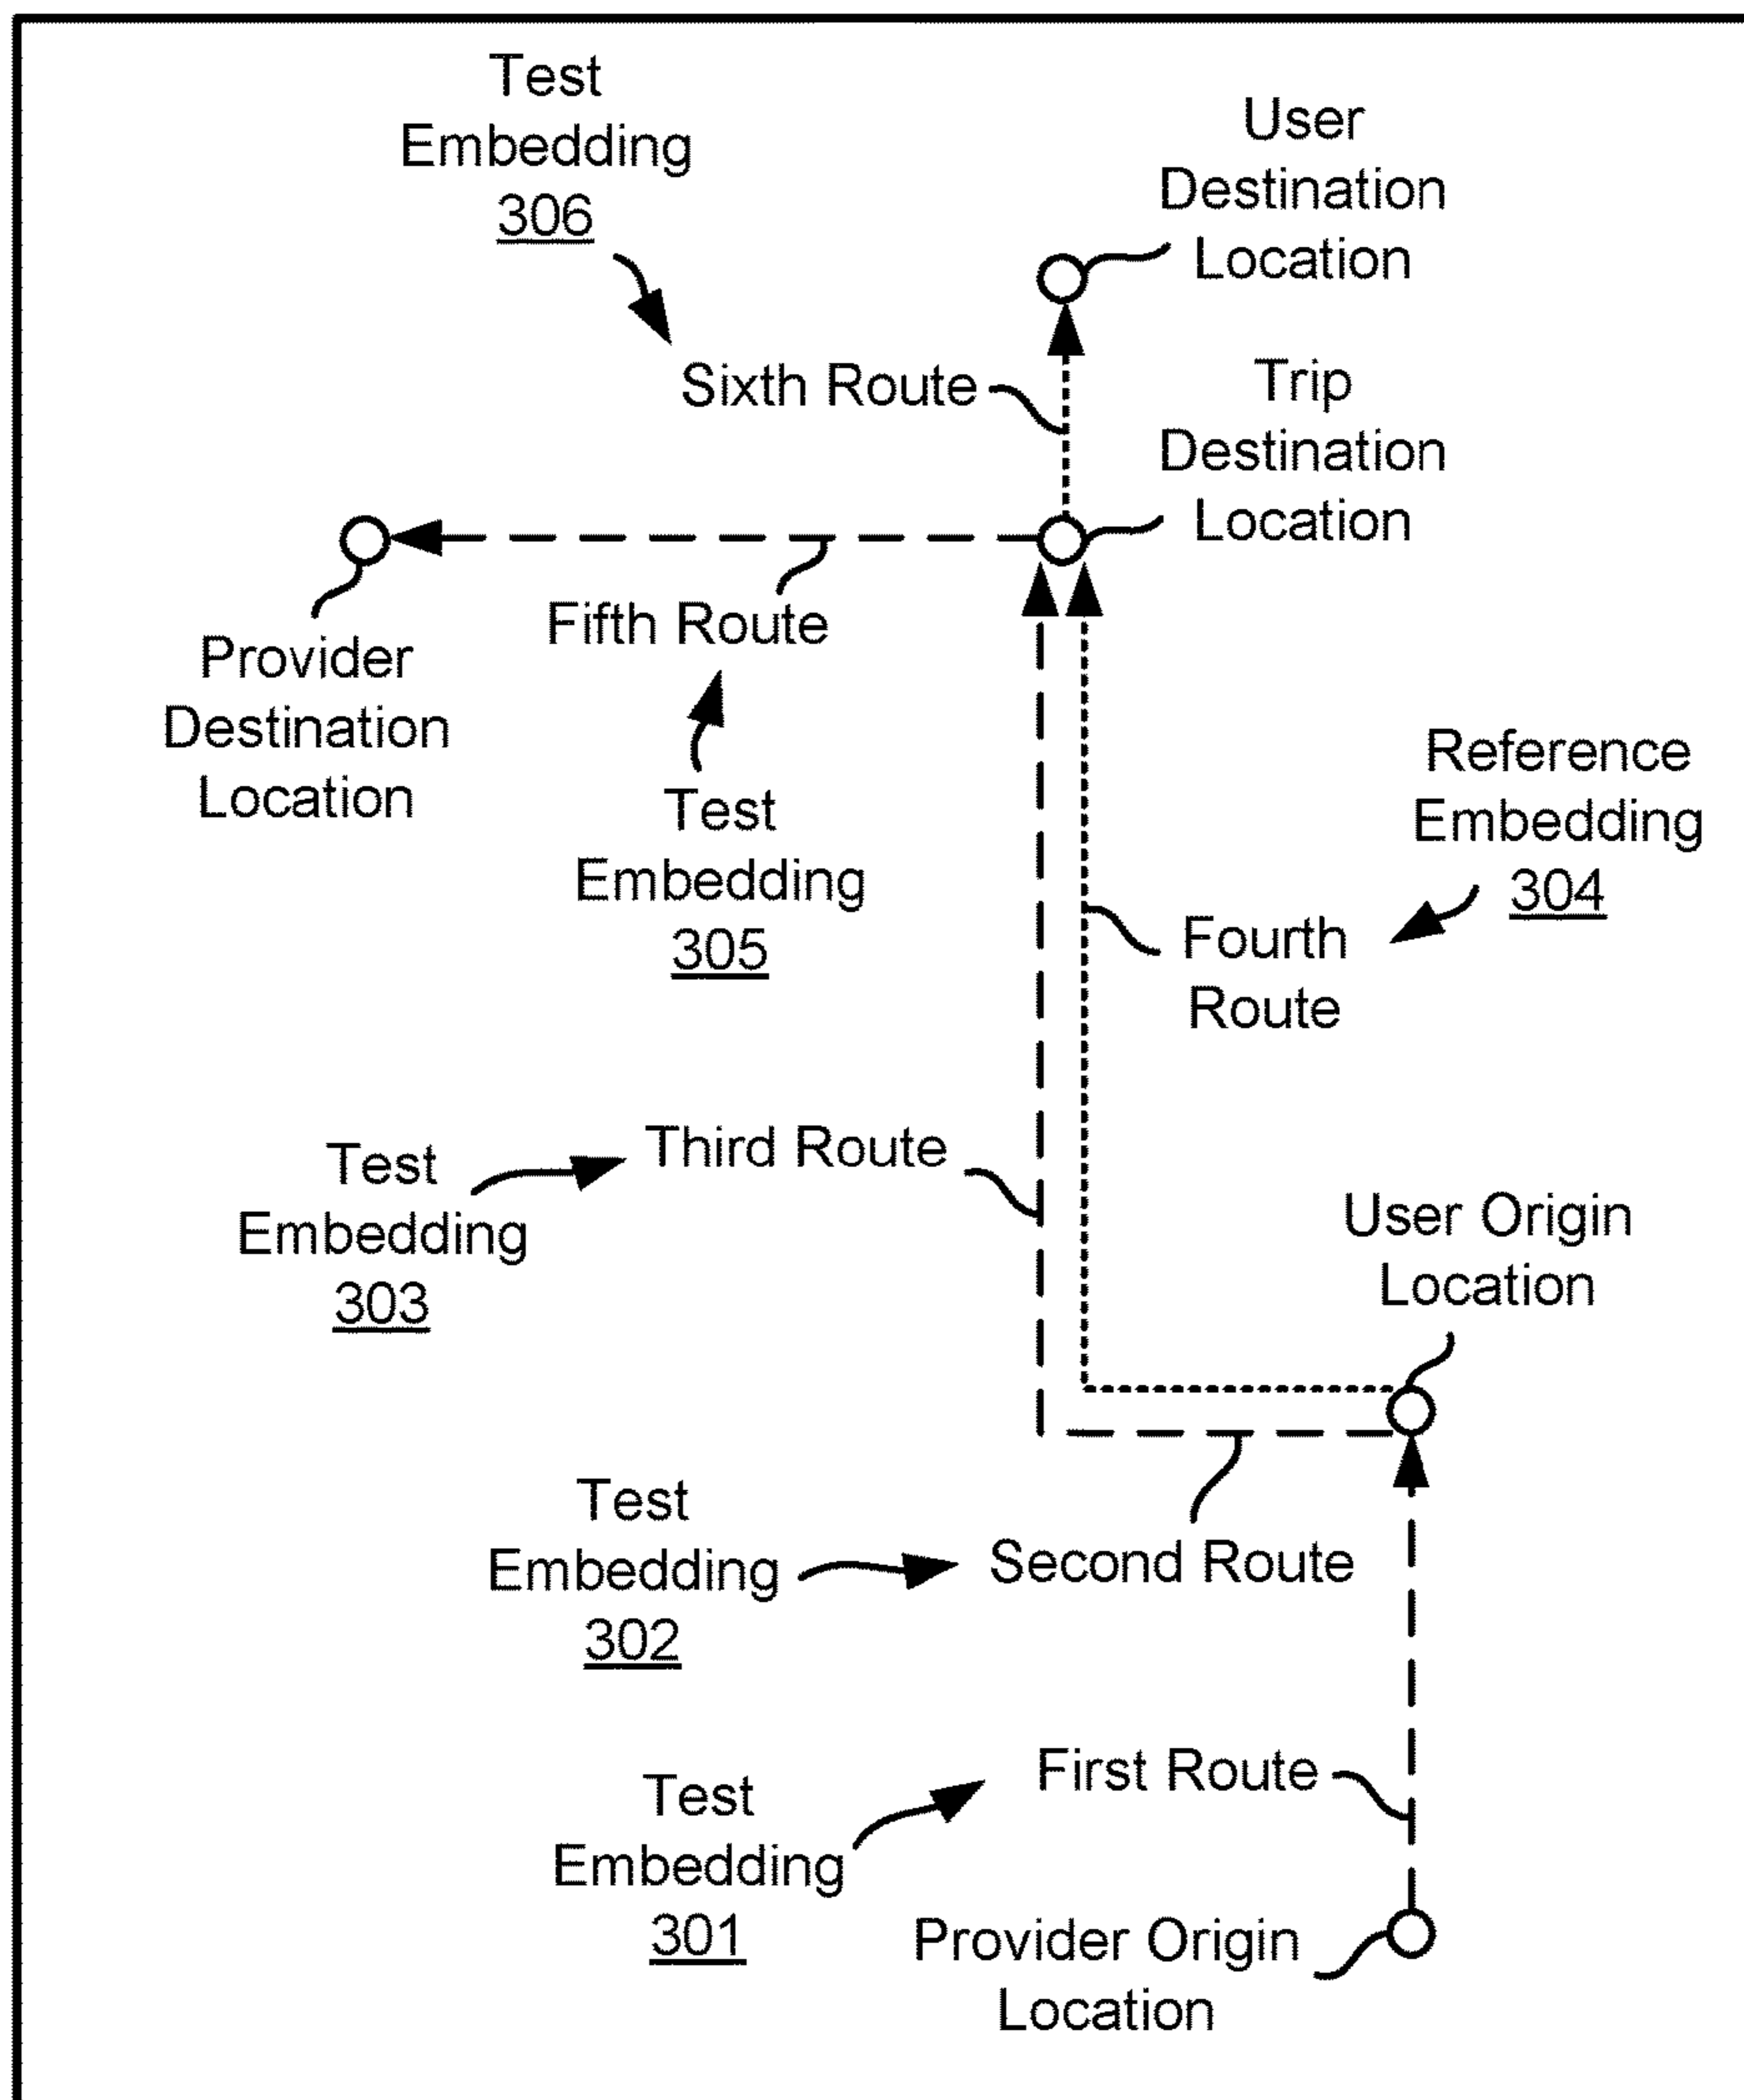 Test
Embedding
306
User
Destination
Location
Sixth Route
Trip
Destination
Location
Fifth Route
Provider
Destination
Location
Test
Embedding
305
Reference
Embedding
304
Fourth
Route
Third Route
Test
Embedding
303
User Origin
Location
Test
Embedding
302
Second Route
First Route
Test
Embedding
301
Provider Origin
Location